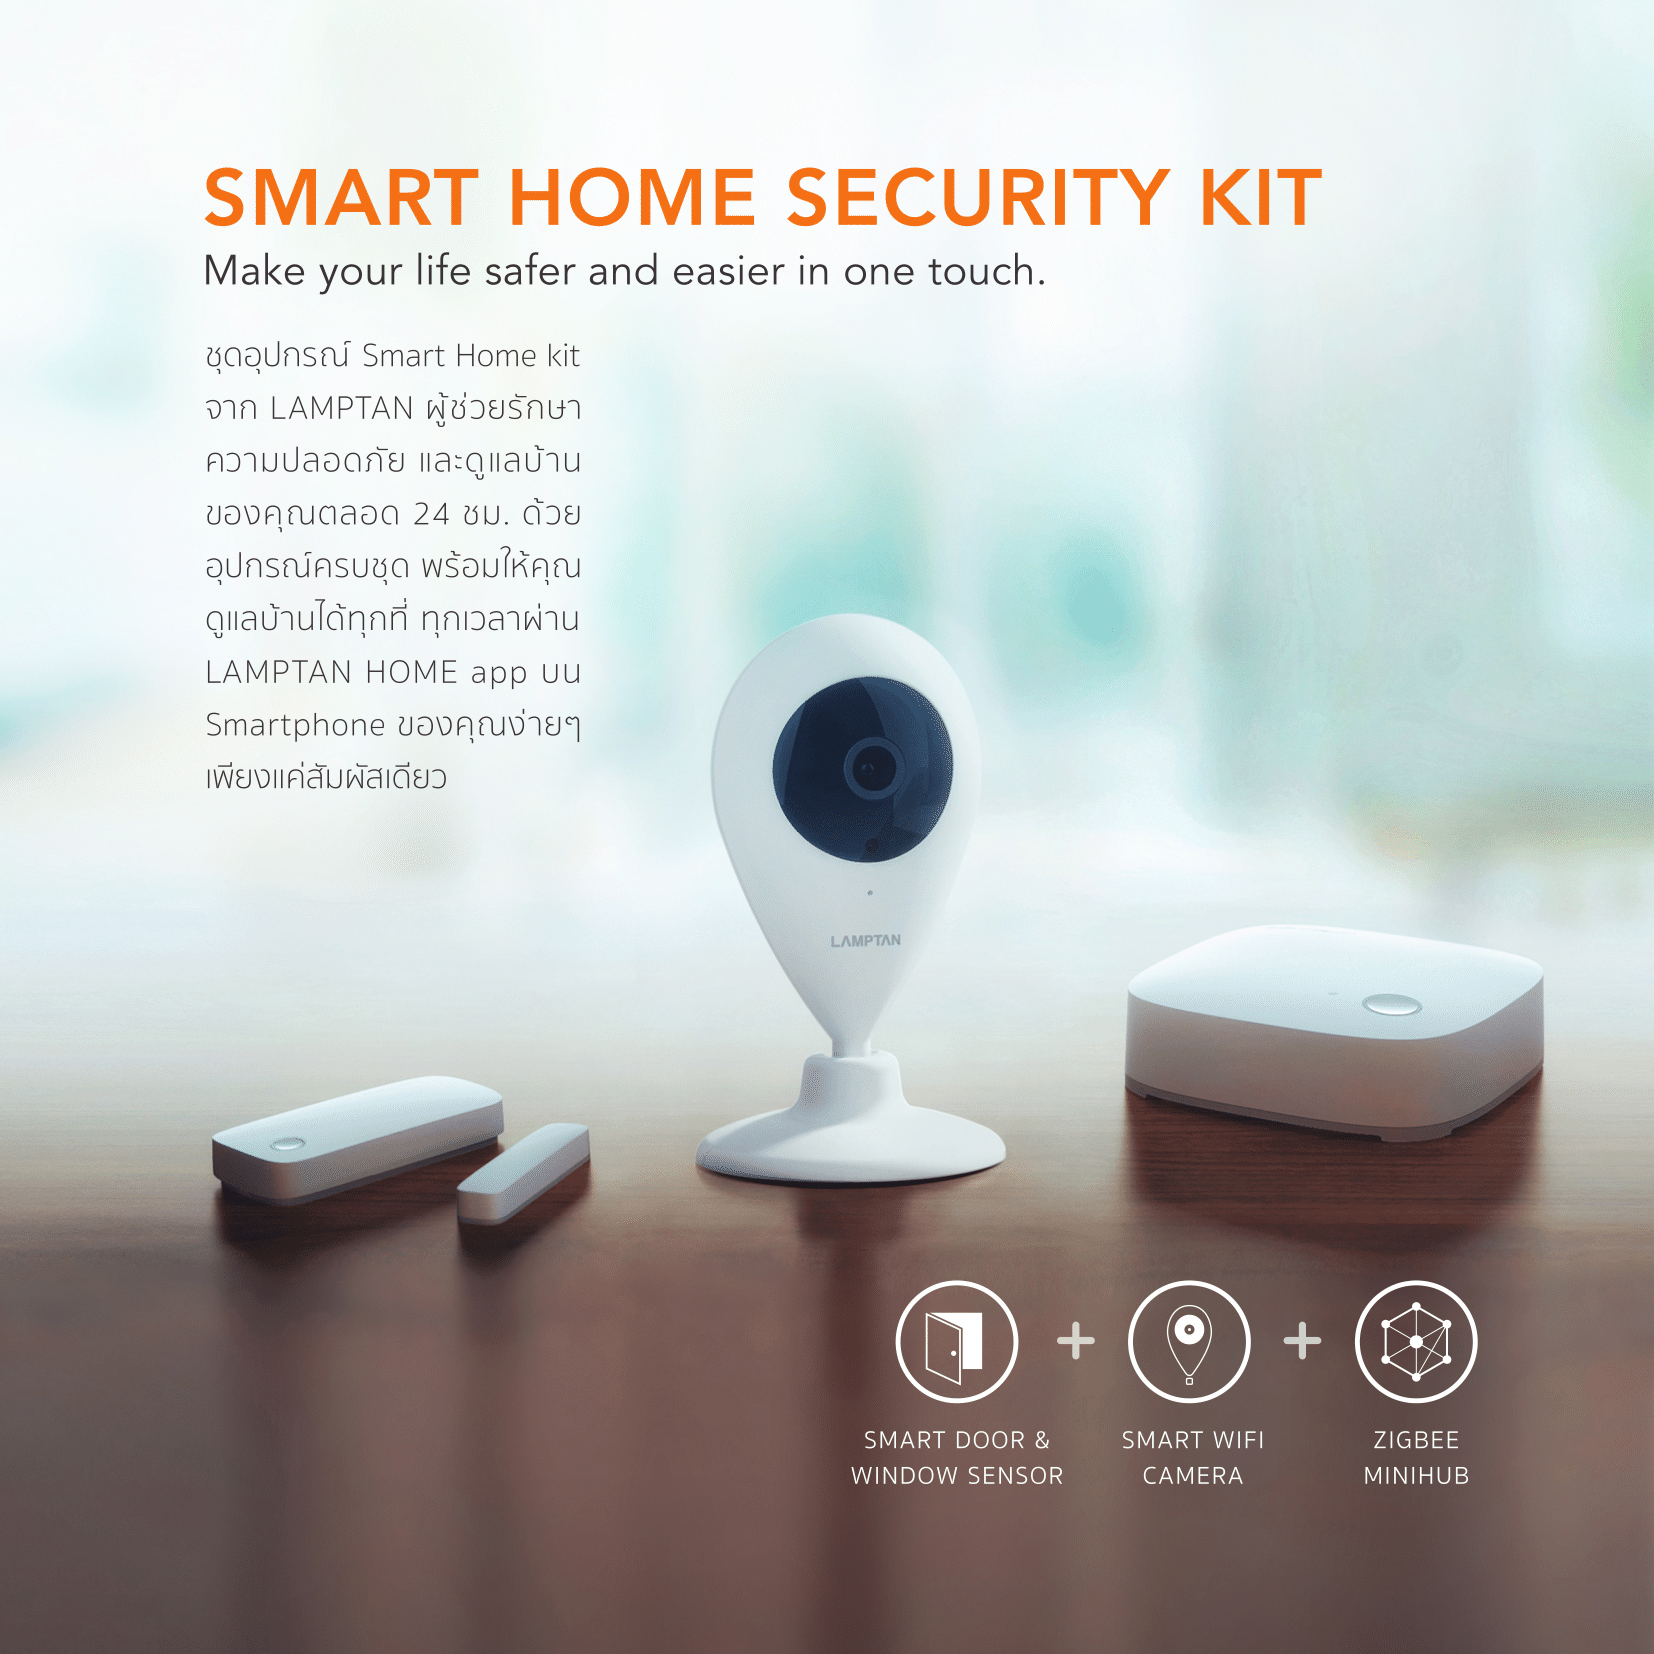 SMART HOME SECURITY KIT
Make your life safer and easier in one touch.
ชุดอุปกรณ์ Smart Home kit
จาก LAMPTAN ผู้ช่วยรักษา
ความปลอดภัย และดูแลบ้าน
ของคุณตลอด 24 ชม. ด้วย
อุปกรณ์ครบชุด พร้อมให้คุณ
ดูแลบ้านได้ทุกที่ ทุกเวลาผ่าน
LAMPTAN HOME app บน
Smartphone ของคุณง่ายๆ
เพียงแค่สัมผัสเดียว
LAMPTAN
SMART DOOR &
WINDOW SENSOR
SMART WIFI
CAMERA
ZIGBEE
MINIHUB